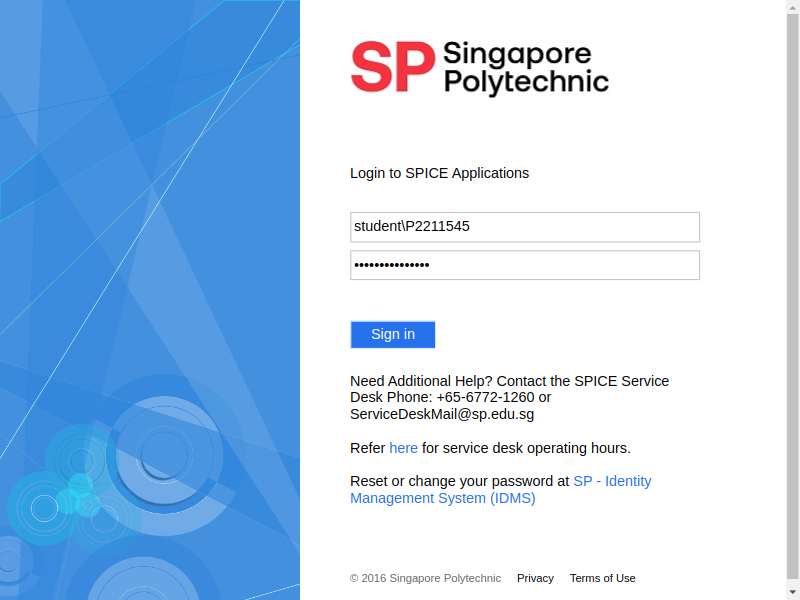 SP Singapore
Polytechnic
Login to SPICE Applications
student\P2211545
•••••••••••••••
Sign in
Need Additional Help? Contact the SPICE Service
Desk Phone: +65-6772-1260 or
ServiceDeskMail@sp.edu.sg
Refer here for service desk operating hours.
Reset or change your password at SP - Identity
Management System (IDMS)
© 2016 Singapore Polytechnic Privacy Terms of Use